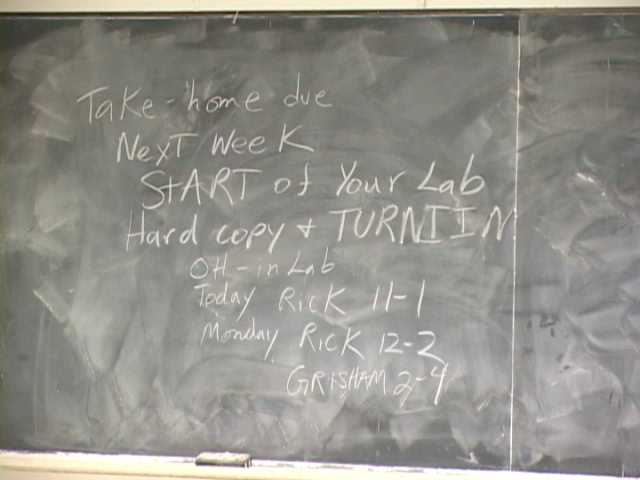 Take-home due
Next Week
START of Your Lab
Hard copy + TURNITIN
OH-in Lab
Today Rick 11-1
Monday Rick 12-2
GRISHAM 2-4